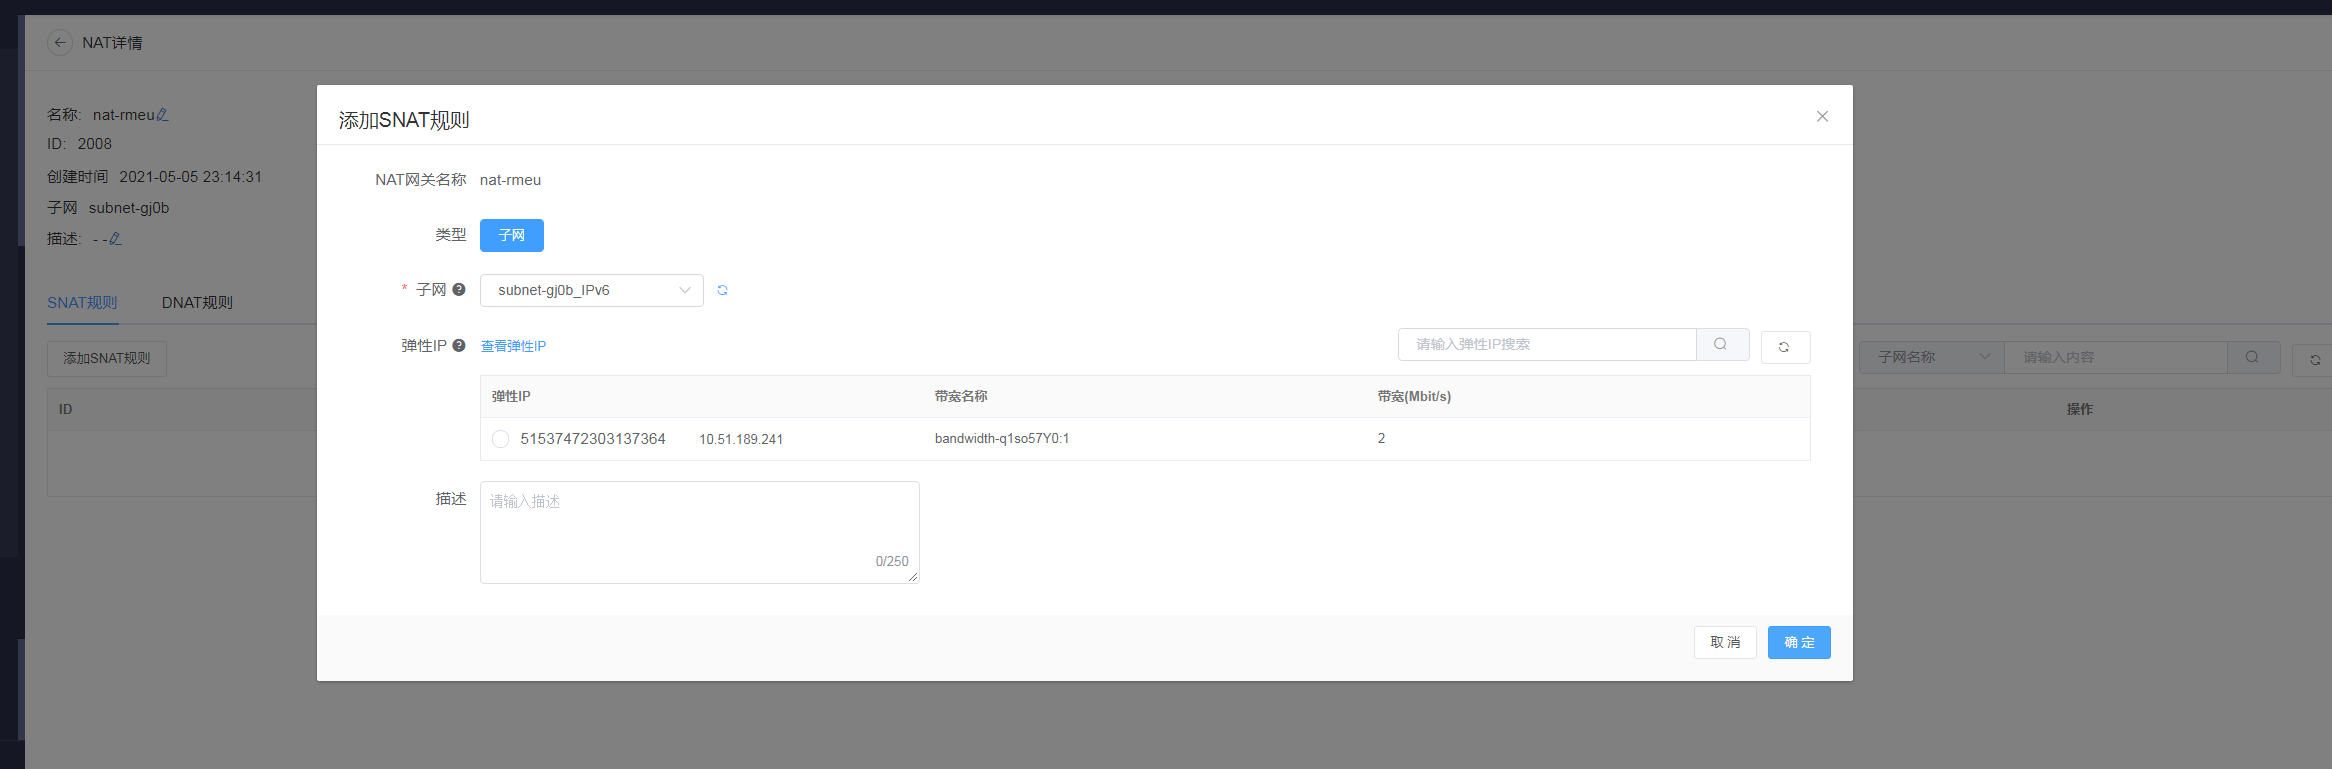 NAT详情
名称: nat-rmeu
ID: 2008
创建时间 2021-05-05 23:14:31
子网 subnet-gj0b
描述: - -
SNAT规则 DNAT规则
添加SNAT规则
子网名称 请输入内容
ID 操作
添加SNAT规则
NAT网关名称 nat-rmeu
类型 子网
* 子网 subnet-gj0b_IPv6
弹性IP 查看弹性IP 请输入弹性IP搜索
弹性IP 带宽名称 带宽(Mbit/s)
51537472303137364 10.51.189.241 bandwidth-q1so57Y0:1 2
描述 请输入描述
0/250
取消 确定